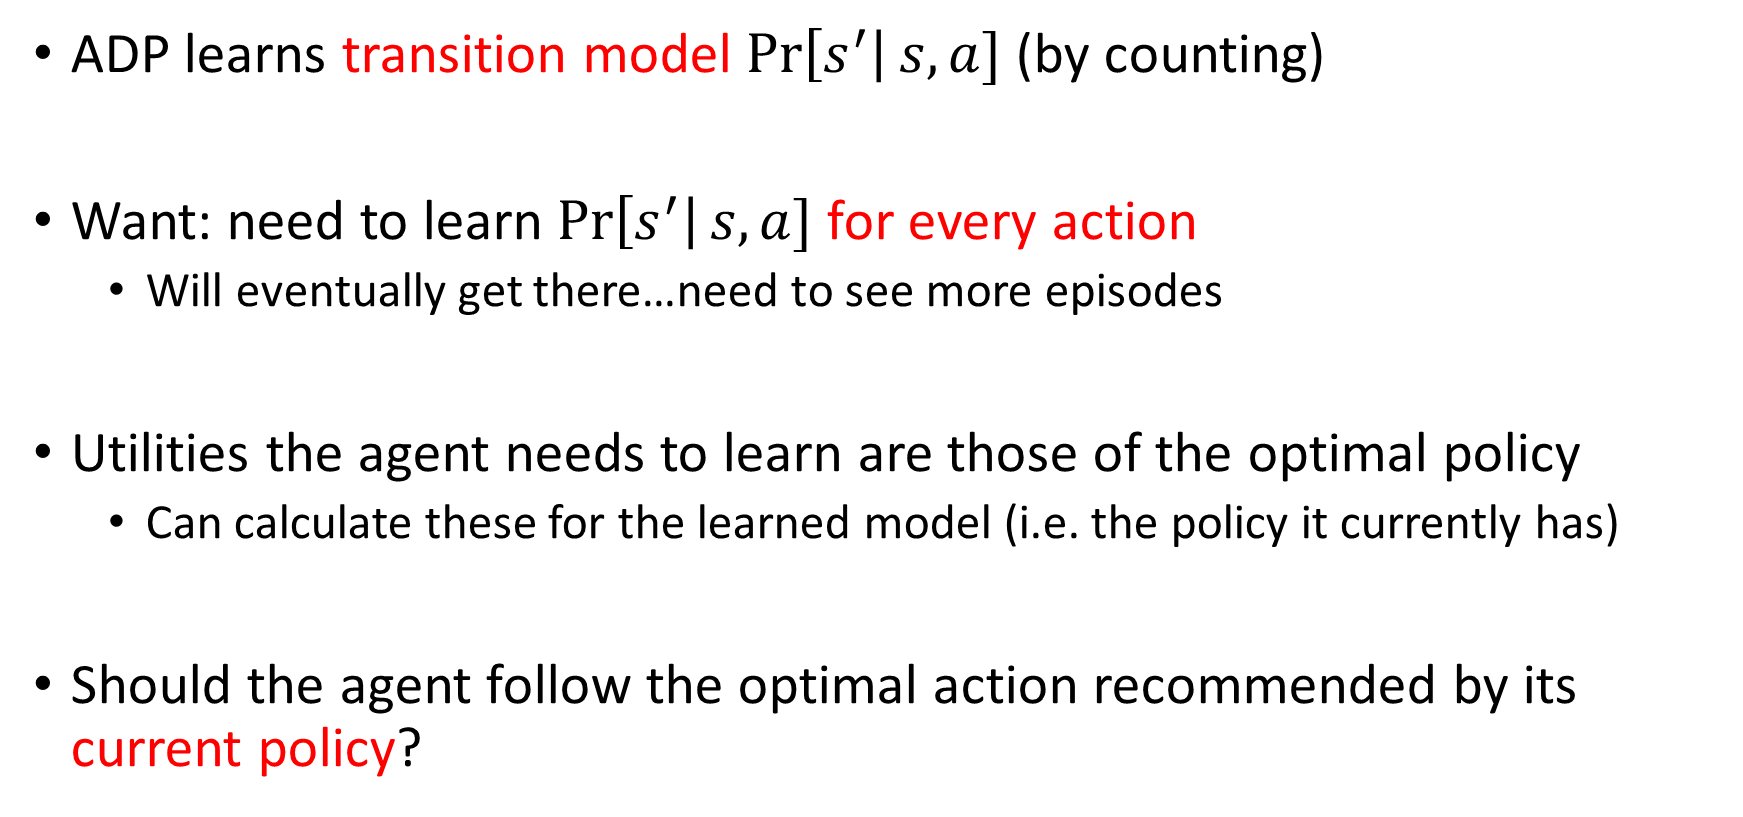 • ADP learns transition model Pr[s′| s, a] (by counting)
• Want: need to learn Pr[s′| s, a] for every action
• Will eventually get there...need to see more episodes
• Utilities the agent needs to learn are those of the optimal policy
• Can calculate these for the learned model (i.e. the policy it currently has)
• Should the agent follow the optimal action recommended by its
current policy?